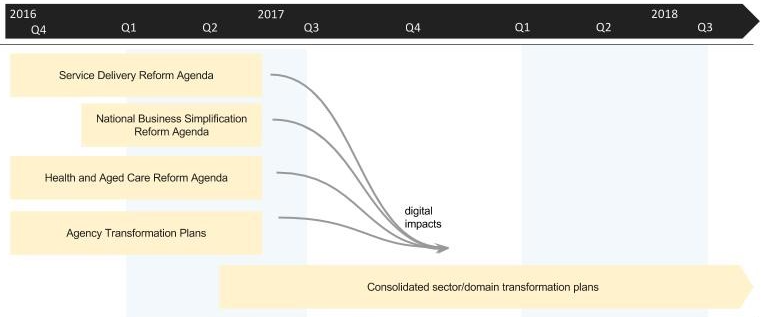 2016 2017 2018
Q4 Q1 Q2 Q3 Q4 Q1 Q2 Q3
Service Delivery Reform Agenda
National Business Simplification
Reform Agenda
Health and Aged Care Reform Agenda
digital
impacts
Agency Transformation Plans
Consolidated sector/domain transformation plans